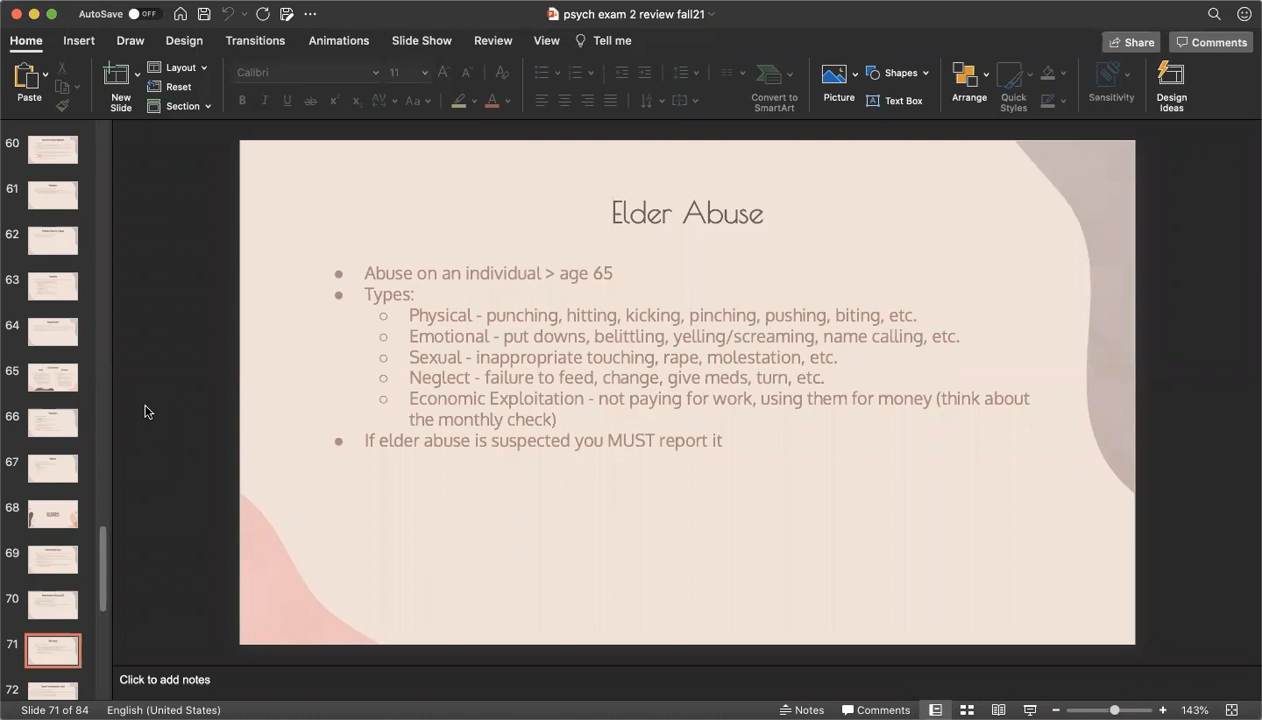 AutoSave OFF
psych exam 2 review fall21
Home Insert Draw Design Transitions Animations Slide Show Review View Tell me Share Comments
Paste
New Slide
Layout
Reset
Section
Calibri 11
Convert to SmartArt
Picture
Shapes
Text Box
Arrange
Quick Styles
Sensitivity
Design Ideas
60
61
62
63
64
65
66
67
68
69
70
71
72
Elder Abuse
● Abuse on an individual > age 65
● Types:
○ Physical - punching, hitting, kicking, pinching, pushing, biting, etc.
○ Emotional - put downs, belittling, yelling/screaming, name calling, etc.
○ Sexual - inappropriate touching, rape, molestation, etc.
○ Neglect - failure to feed, change, give meds, turn, etc.
○ Economic Exploitation - not paying for work, using them for money (think about
the monthly check)
● If elder abuse is suspected you MUST report it
Click to add notes
Slide 71 of 84 English (United States) Notes Comments 143%